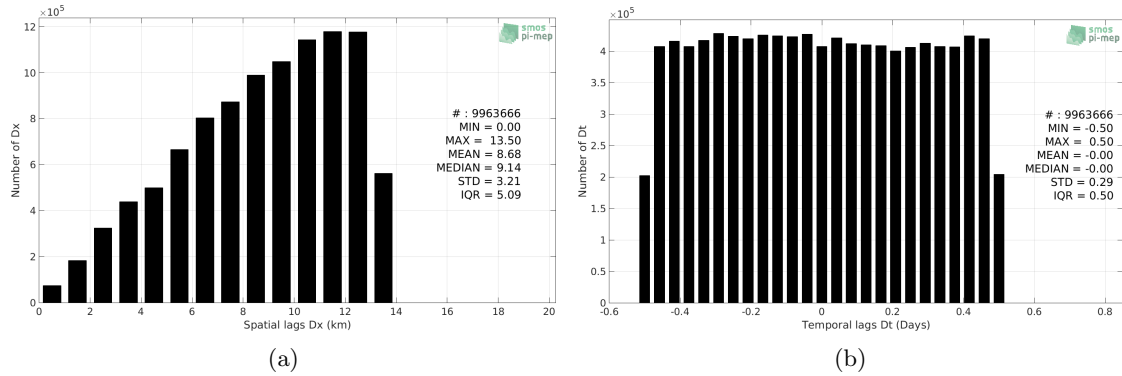 ×10⁵
12
10
8
6
4
2
0
Number of Dx
0 2 4 6 8 10 12 14 16 18 20
Spatial lags Dx (km)
smos
pi-mep
# : 9963666
MIN = 0.00
MAX = 13.50
MEAN = 8.68
MEDIAN = 9.14
STD = 3.21
IQR = 5.09
(a)
×10⁵
4
3.5
3
2.5
2
1.5
1
0.5
0
Number of Dt
-0.6 -0.4 -0.2 0 0.2 0.4 0.6 0.8
Temporal lags Dt (Days)
smos
pi-mep
# : 9963666
MIN = -0.50
MAX = 0.50
MEAN = -0.00
MEDIAN = -0.00
STD = 0.29
IQR = 0.50
(b)